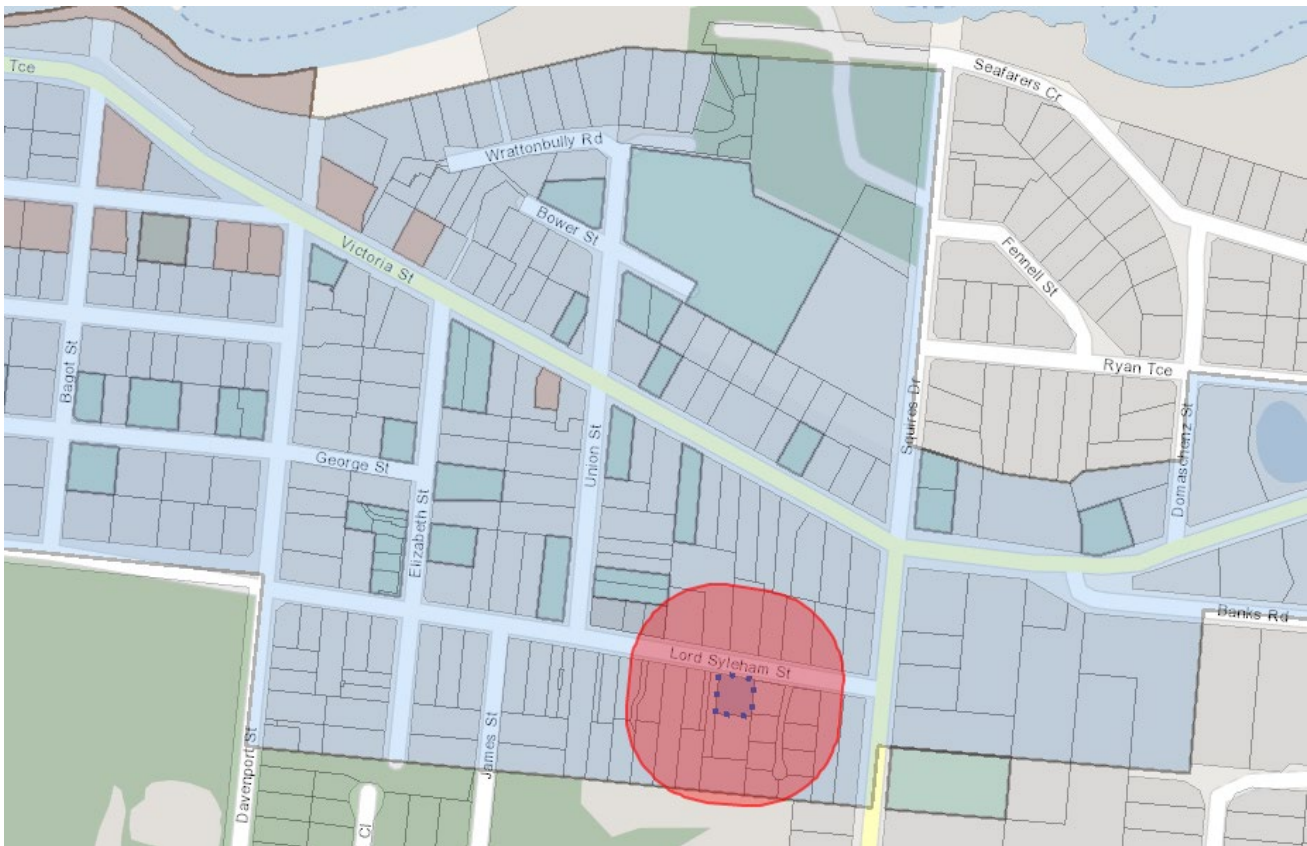 Tce
Seafarers Cr
Wrattonbully Rd
Bower St
Victoria St
Fennell St
Ryan Tce
Bagot St
Squires Dr
Domaschenz St
George St
Union St
Elizabeth St
Banks Rd
Lord Syleham St
James St
Davenport St
Cl